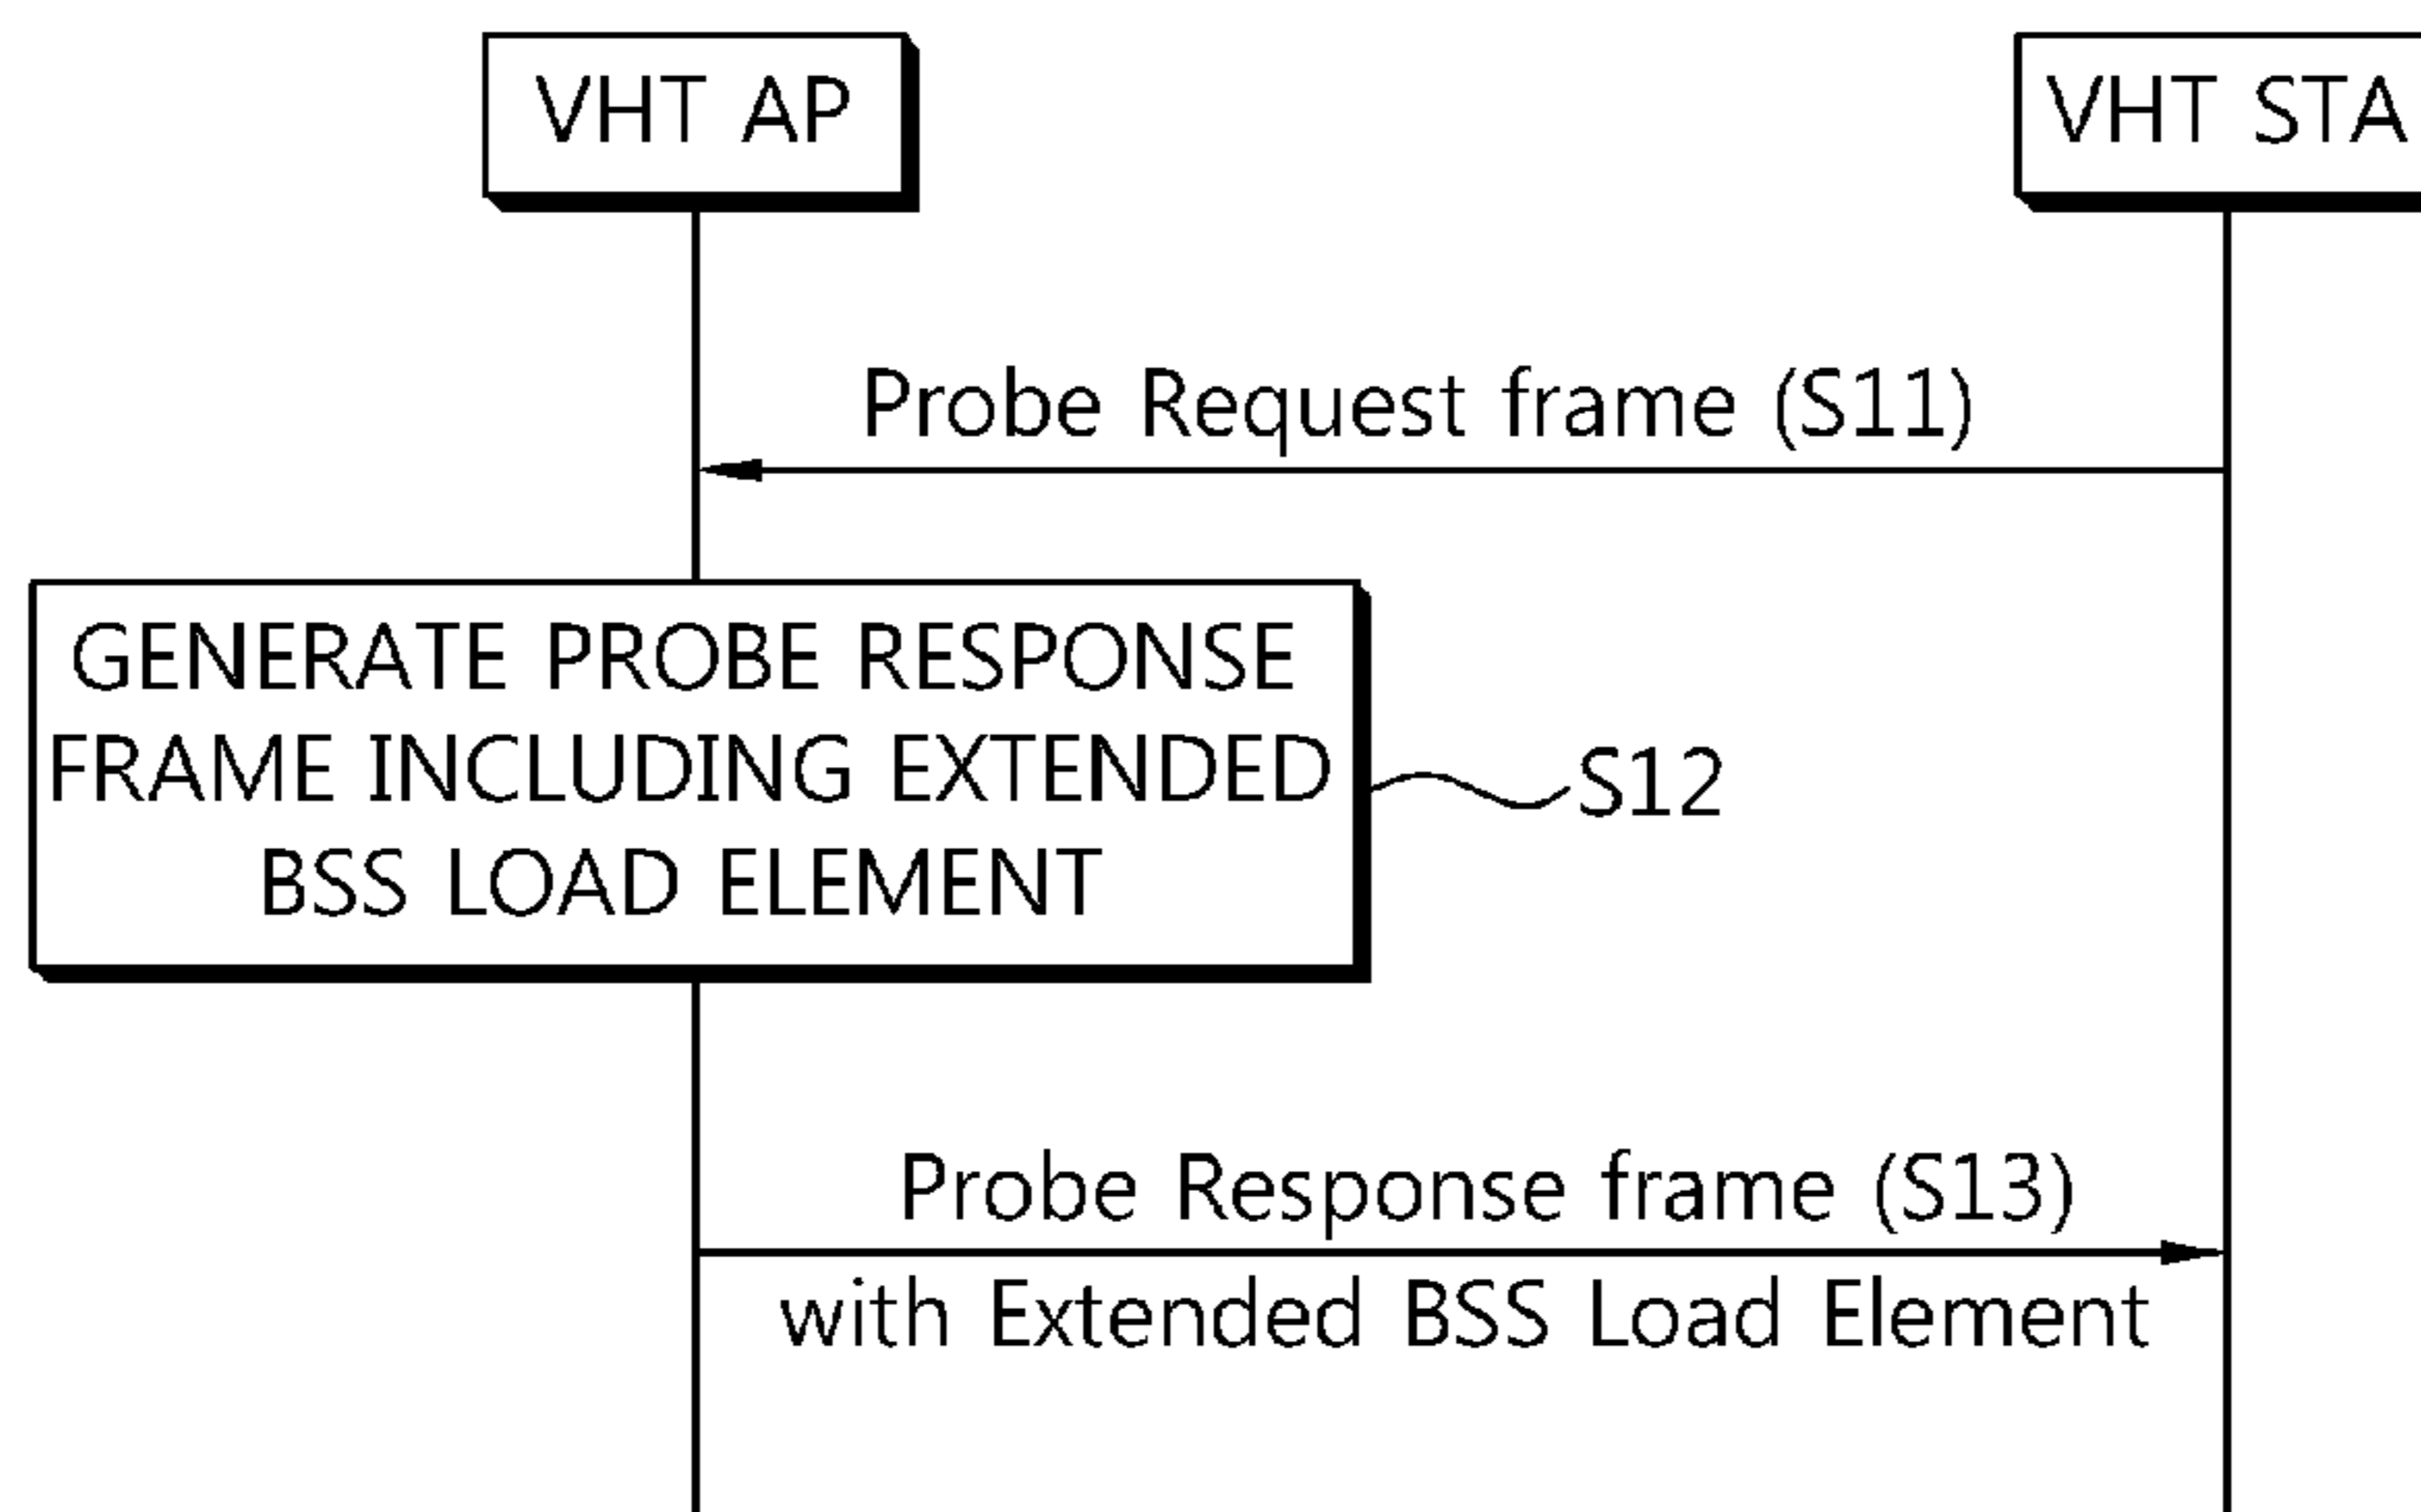 VHT AP
VHT STA
Probe Request frame (S11)
GENERATE PROBE RESPONSE
FRAME INCLUDING EXTENDED
BSS LOAD ELEMENT
S12
Probe Response frame (S13)
with Extended BSS Load Element